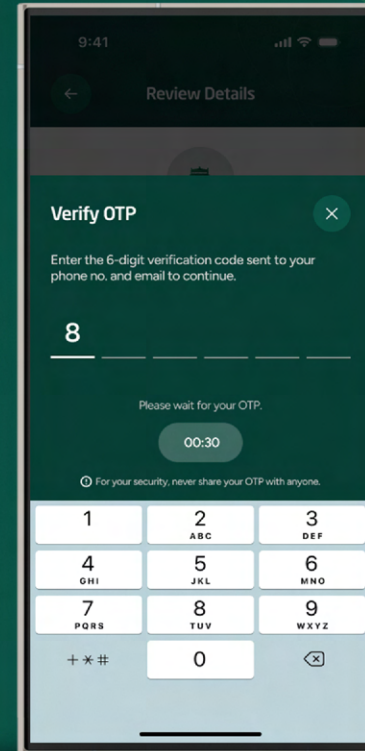 9:41
Review Details
Verify OTP
Enter the 6-digit verification code sent to your
phone no. and email to continue.
8
Please wait for your OTP.
00:30
For your security, never share your OTP with anyone.
1 2 3
ABC DEF
4 5 6
GHI JKL MNO
7 8 9
PQRS TUV WXYZ
+*# 0